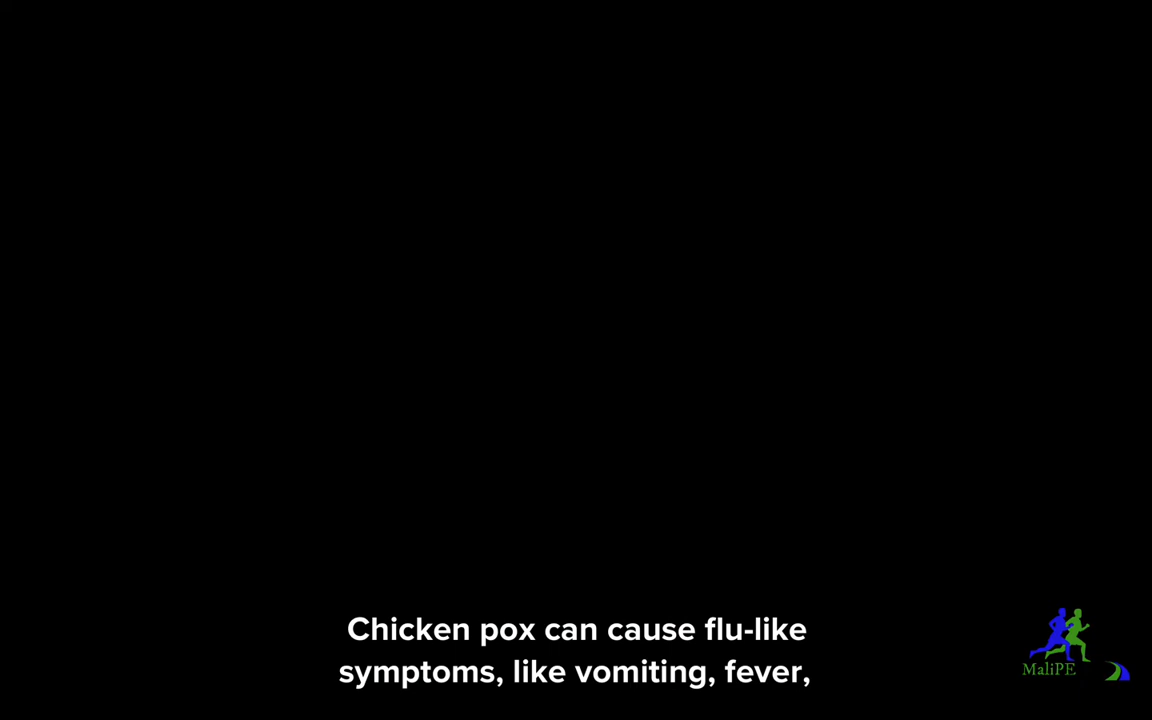 Chicken pox can cause flu-like
symptoms, like vomiting, fever,
MaliPE